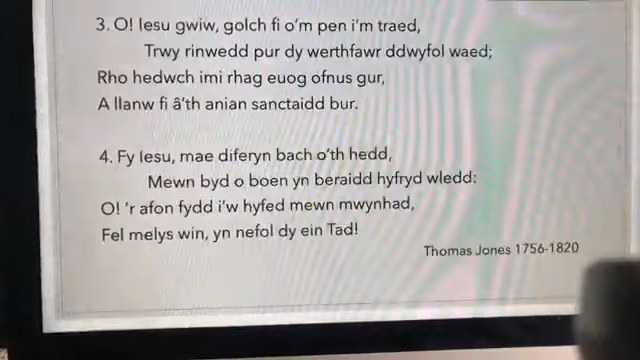 3. O! Iesu gwiw, golch fi o'm pen i'm traed,
Trwy rinwedd pur dy werthfawr ddwyfol waed;
Rho hedwch imi rhag euog ofnus gur,
A llanw fi â'th anian sanctaidd bur.
4. Fy Iesu, mae diferyn bach o'th hedd,
Mewn byd o boen yn beraidd hyfryd wledd:
O! 'r afon fydd i'w hyfed mewn mwynhad,
Fel melys win, yn nefol dy ein Tad!
Thomas Jones 1756-1820